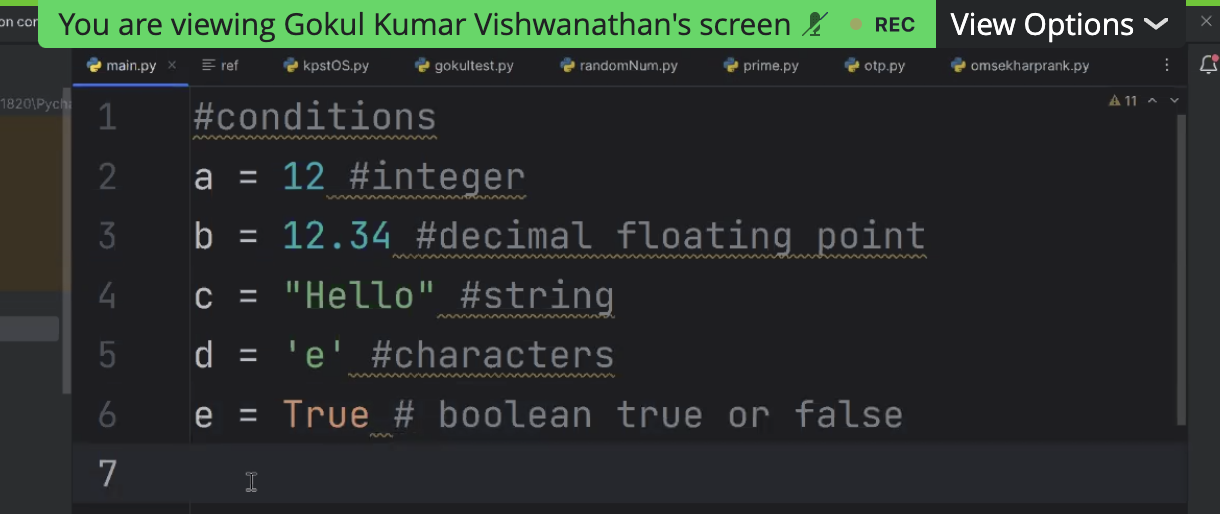 on cor
You are viewing Gokul Kumar Vishwanathan's screen REC View Options
main.py ref kpstOS.py gokultest.py randomNum.py prime.py otp.py omsekharprank.py
1820\Pycha
11
1 #conditions
2 a = 12 #integer
3 b = 12.34 #decimal floating point
4 c = "Hello" #string
5 d = 'e' #characters
6 e = True # boolean true or false
7